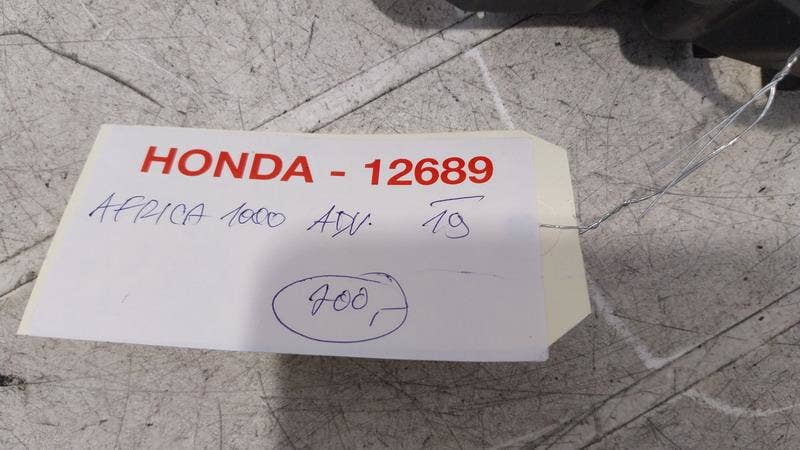 HONDA - 12689
AFRICA 1000 ADV. 19
200,-